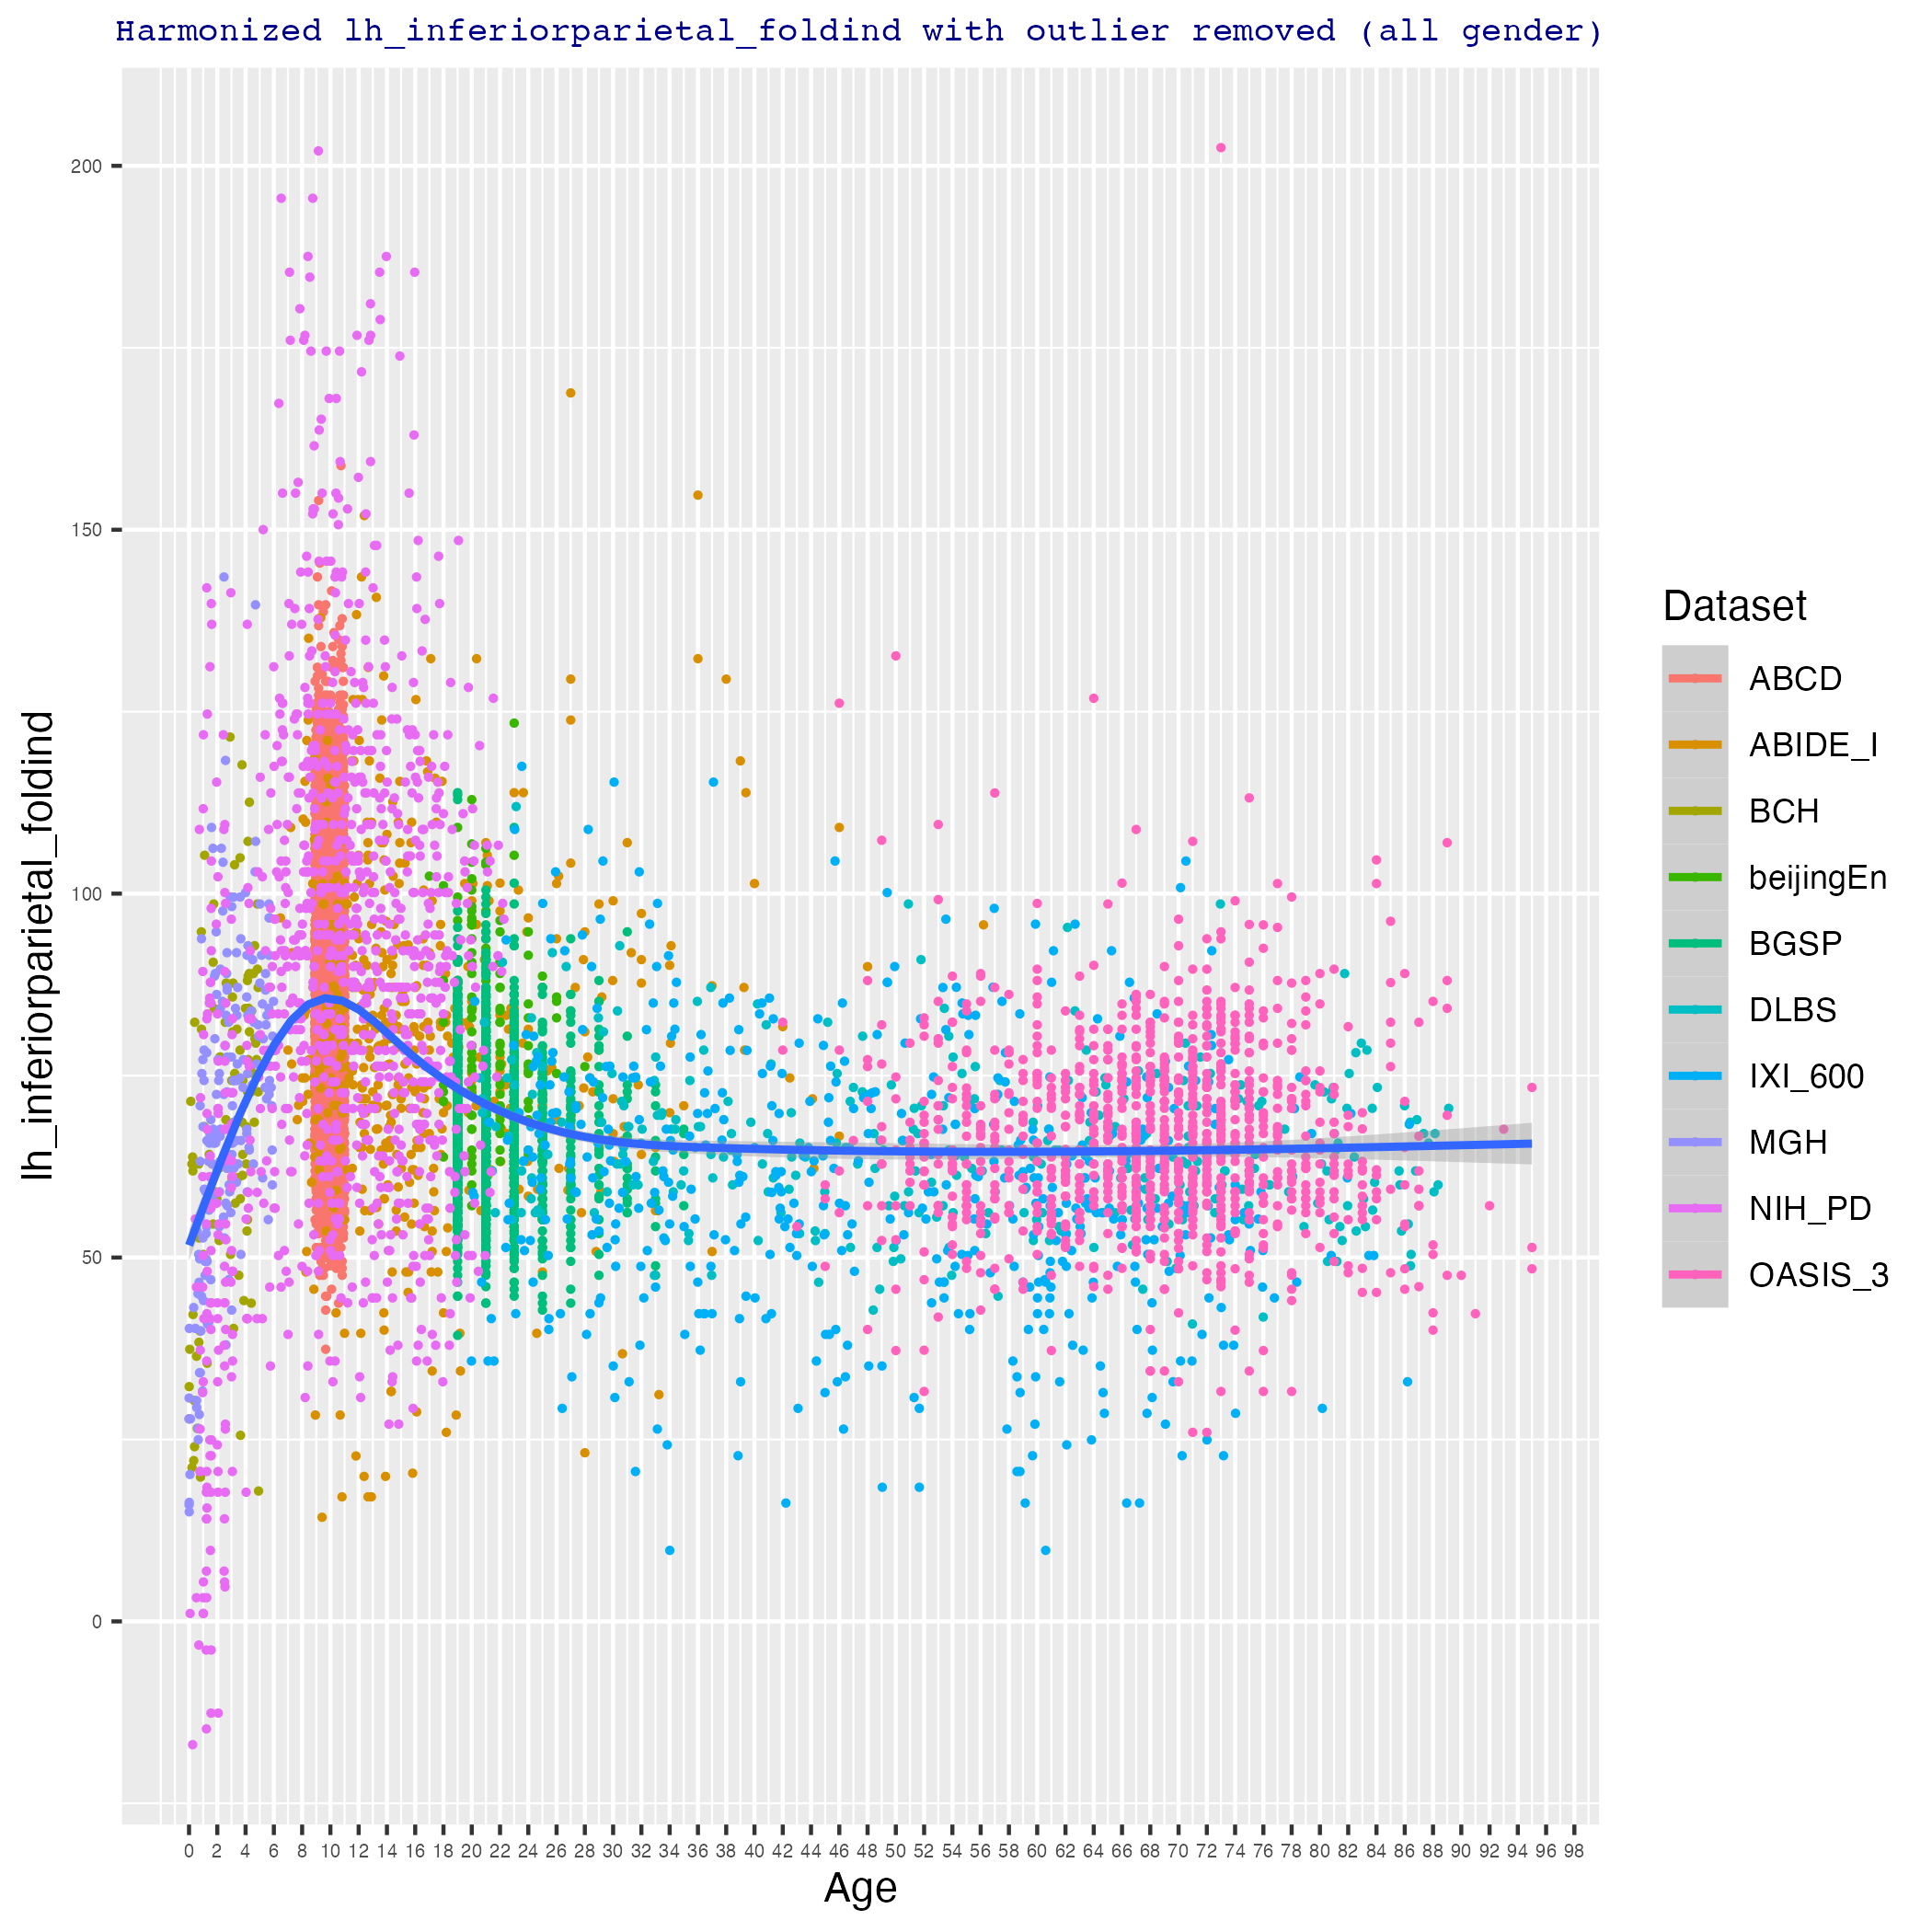 Harmonized lh_inferiorparietal_foldind with outlier removed (all gender)
lh_inferiorparietal_foldind
200
150
100
50
0
0 2 4 6 8 10 12 14 16 18 20 22 24 26 28 30 32 34 36 38 40 42 44 46 48 50 52 54 56 58 60 62 64 66 68 70 72 74 76 78 80 82 84 86 88 90 92 94 96 98
Age
Dataset
ABCD
ABIDE_I
BCH
beijingEn
BGSP
DLBS
IXI_600
MGH
NIH_PD
OASIS_3